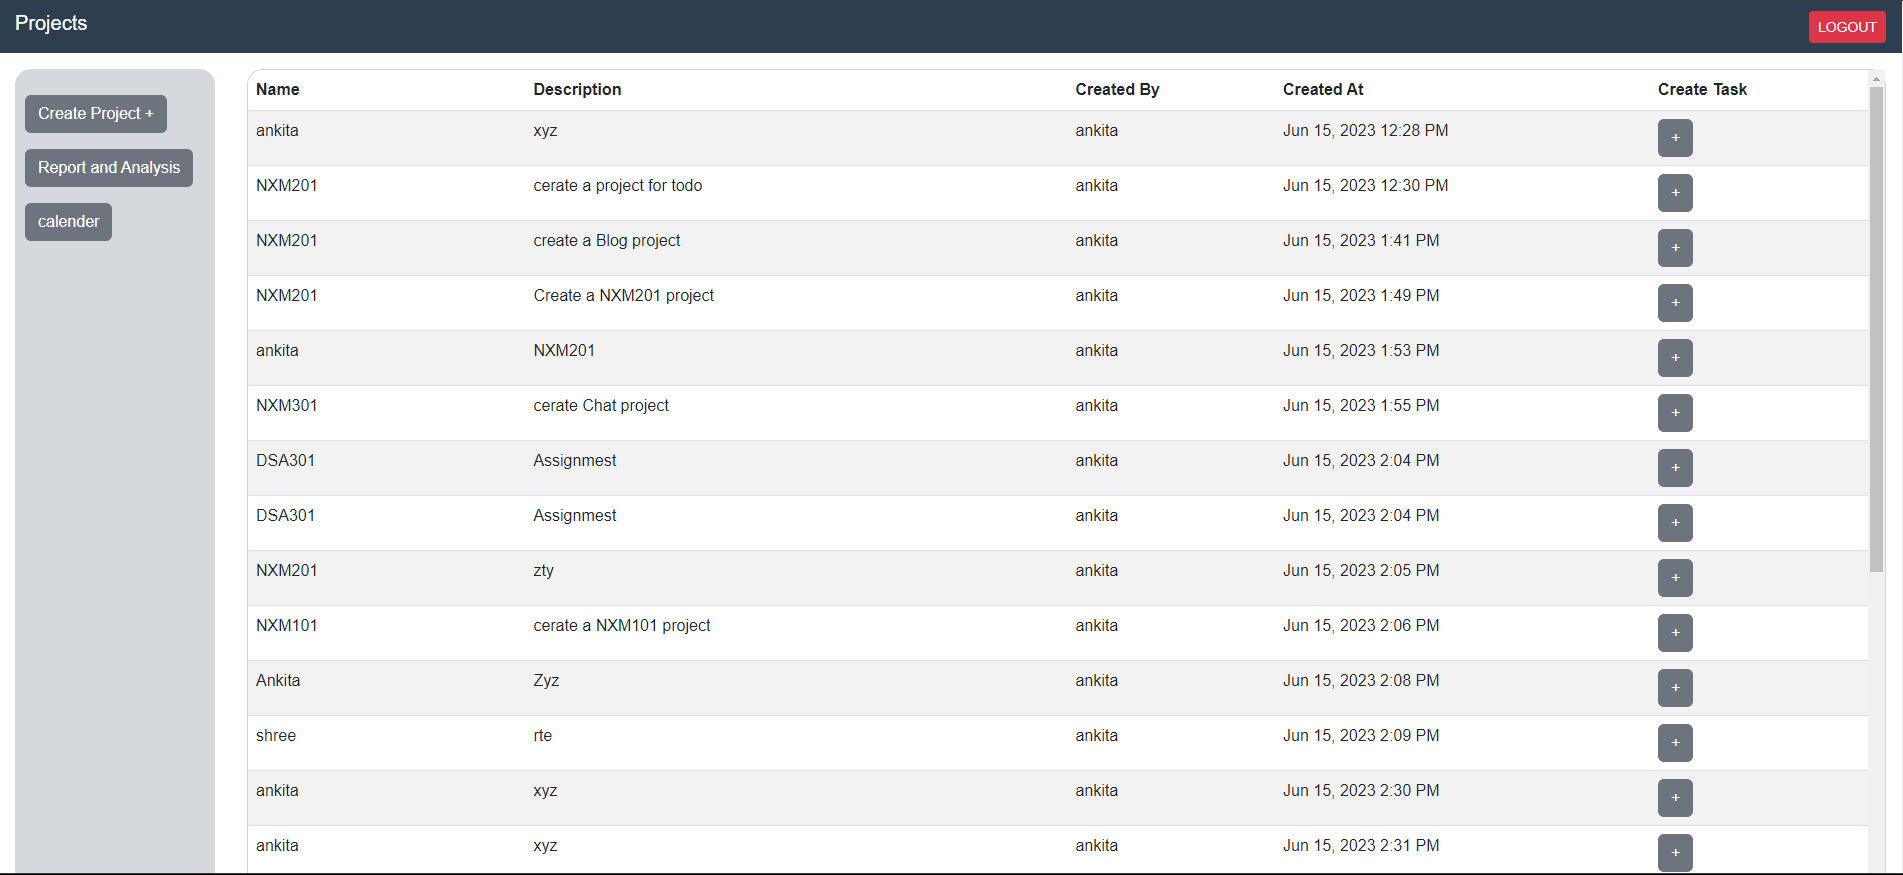 Projects
LOGOUT
Create Project +
Report and Analysis
calender
Name Description Created By Created At Create Task
ankita xyz ankita Jun 15, 2023 12:28 PM +
NXM201 cerate a project for todo ankita Jun 15, 2023 12:30 PM +
NXM201 create a Blog project ankita Jun 15, 2023 1:41 PM +
NXM201 Create a NXM201 project ankita Jun 15, 2023 1:49 PM +
ankita NXM201 ankita Jun 15, 2023 1:53 PM +
NXM301 cerate Chat project ankita Jun 15, 2023 1:55 PM +
DSA301 Assignmest ankita Jun 15, 2023 2:04 PM +
DSA301 Assignmest ankita Jun 15, 2023 2:04 PM +
NXM201 zty ankita Jun 15, 2023 2:05 PM +
NXM101 cerate a NXM101 project ankita Jun 15, 2023 2:06 PM +
Ankita Zyz ankita Jun 15, 2023 2:08 PM +
shree rte ankita Jun 15, 2023 2:09 PM +
ankita xyz ankita Jun 15, 2023 2:30 PM +
ankita xyz ankita Jun 15, 2023 2:31 PM +